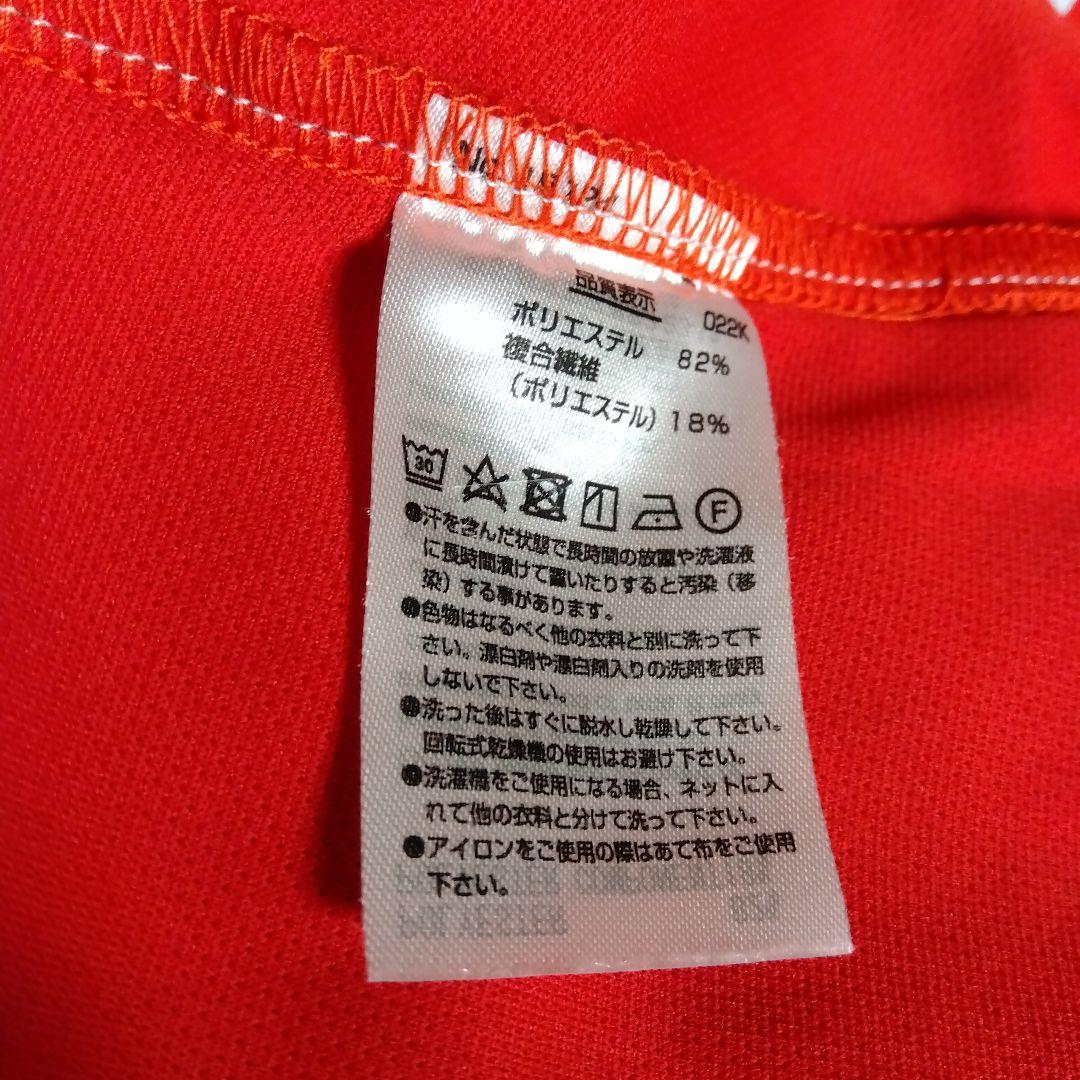 品質表示 D22K
ポリエステル 82%
複合繊維
(ポリエステル) 18%
30
F
●汗を含んだ状態で長時間の放置や洗濯液
に長時間漬けて置いたりすると汚染(移
染)する事があります。
●色物はなるべく他の衣料と別に洗って下
さい。漂白剤や漂白剤入りの洗剤を使用
しないで下さい。
●洗った後はすぐに脱水し乾燥して下さい。
回転式乾燥機の使用はお避け下さい。
●洗濯機をご使用になる場合、ネットに入
れて他の衣料と分けて洗って下さい。
●アイロンをご使用の際はあて布をご使用
下さい。